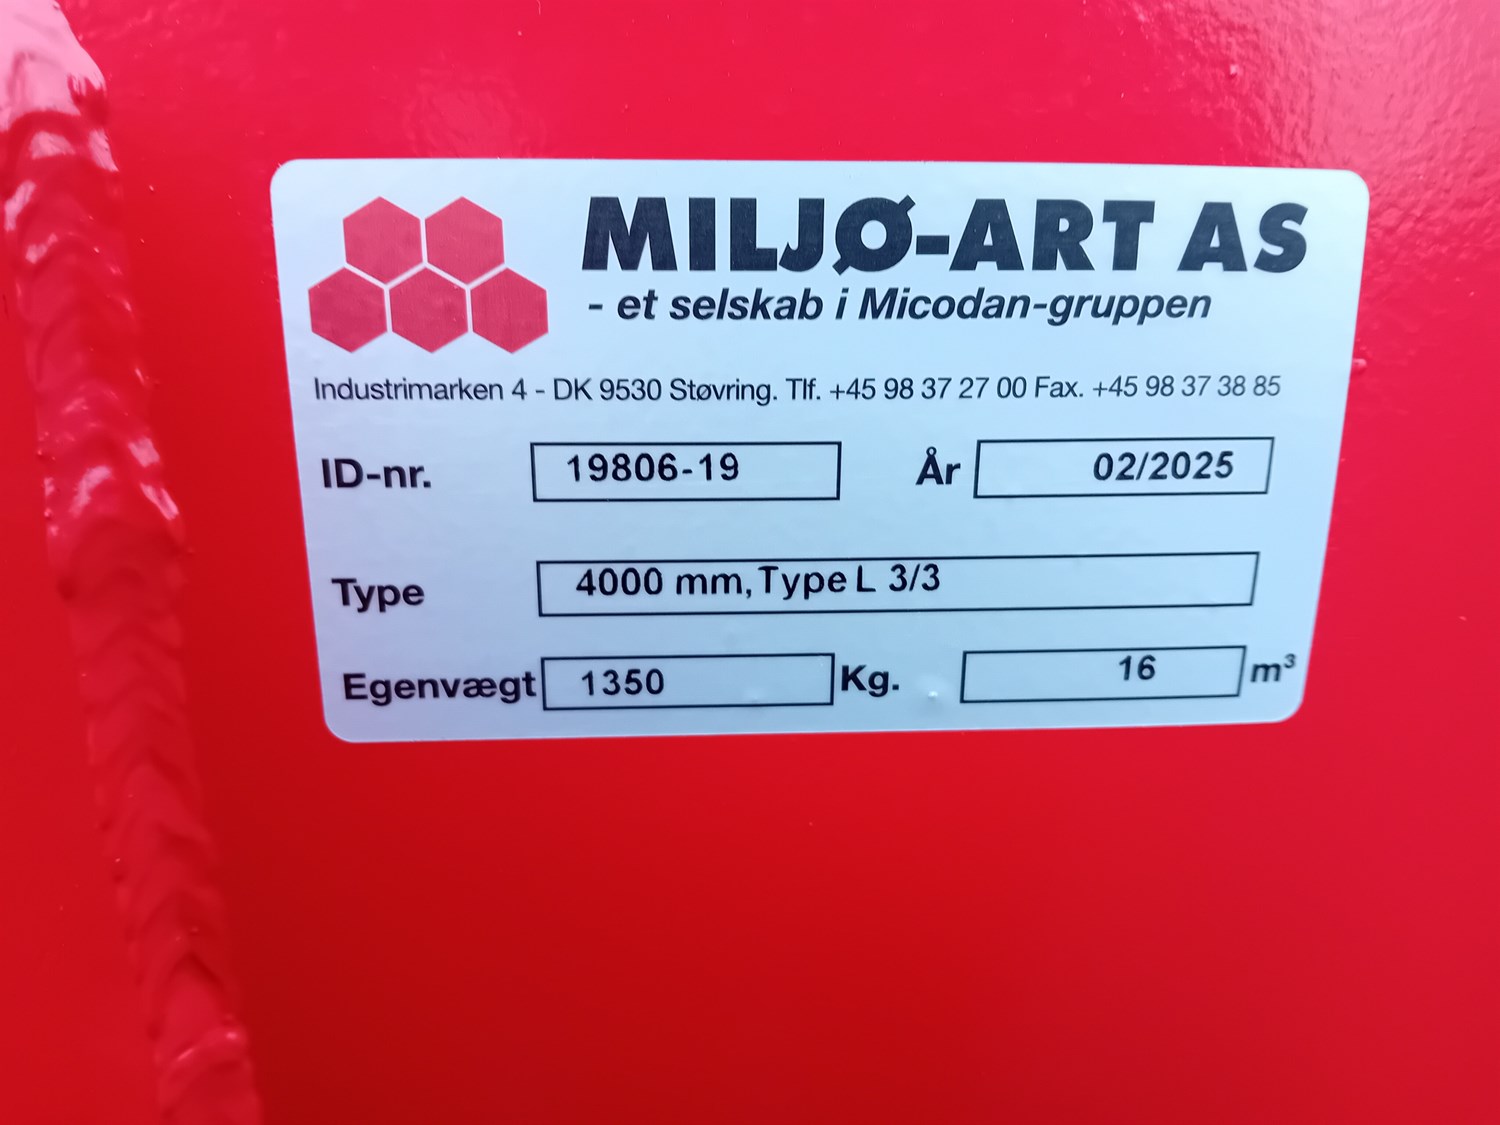 MILJØ-ART AS
- et selskab i Micodan-gruppen
Industrimarken 4 - DK 9530 Støvring. Tlf. +45 98 37 27 00 Fax. +45 98 37 38 85
ID-nr. 19806-19 År 02/2025
Type 4000 mm, Type L 3/3
Egenvægt 1350 Kg. 16 m³